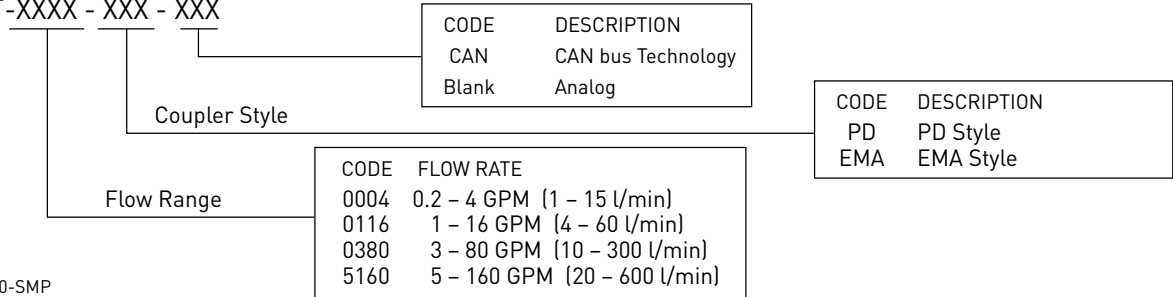 -XXXX - XXX - XXX
CODE DESCRIPTION
CAN CAN bus Technology
Blank Analog
Coupler Style
CODE DESCRIPTION
PD PD Style
EMA EMA Style
Flow Range
CODE FLOW RATE
0004 0.2 – 4 GPM (1 – 15 l/min)
0116 1 – 16 GPM (4 – 60 l/min)
0380 3 – 80 GPM (10 – 300 l/min)
5160 5 – 160 GPM (20 – 600 l/min)
0-SMP